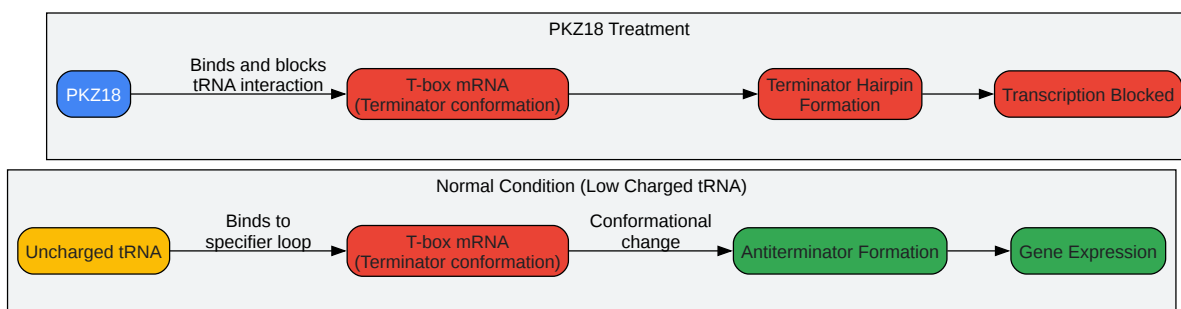 PKZ18 Treatment
Binds and blocks
tRNA interaction
PKZ18
T-box mRNA
(Terminator conformation)
Terminator Hairpin
Formation
Transcription Blocked
Normal Condition (Low Charged tRNA)
Uncharged tRNA
Binds to
specifier loop
T-box mRNA
(Terminator conformation)
Conformational
change
Antiterminator Formation
Gene Expression